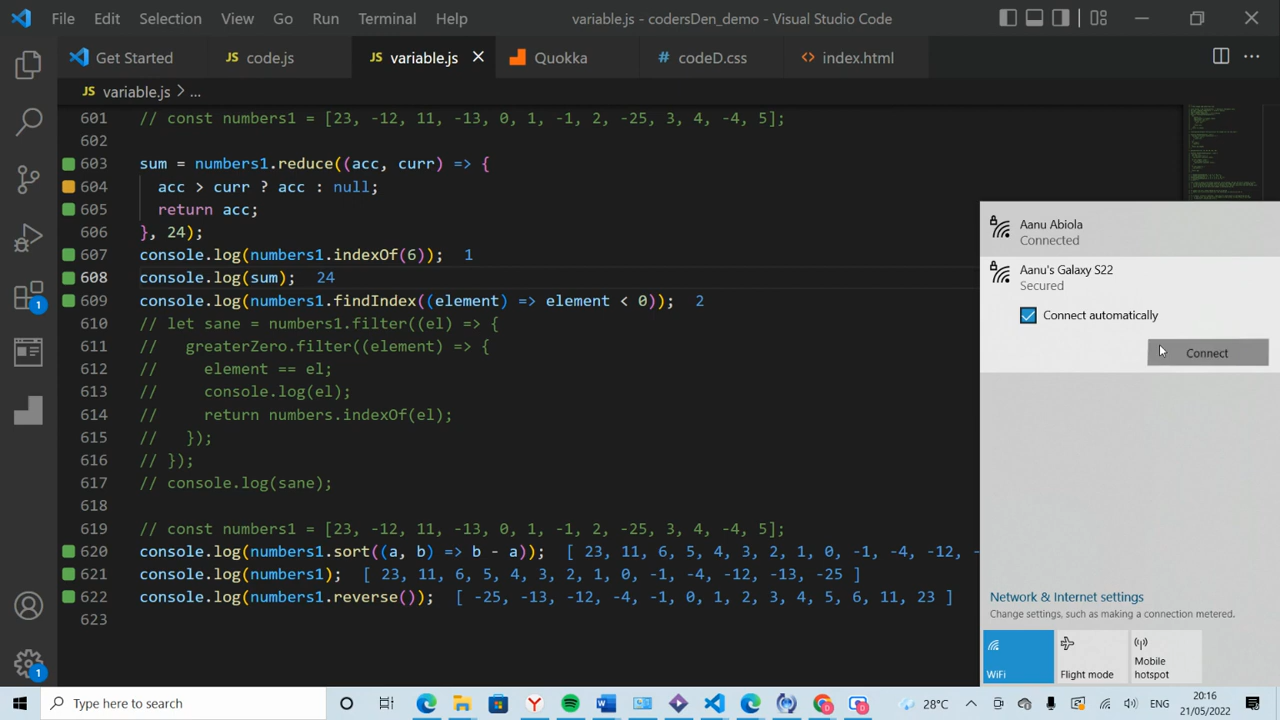 File Edit Selection View Go Run Terminal Help variable.js - codersDen_demo - Visual Studio Code
Get Started JS code.js JS variable.js Quokka # codeD.css <> index.html
JS variable.js > ...
601 // const numbers1 = [23, -12, 11, -13, 0, 1, -1, 2, -25, 3, 4, -4, 5];
602
603 sum = numbers1.reduce((acc, curr) => {
604 acc > curr ? acc : null;
605 return acc;
606 }, 24);
607 console.log(numbers1.indexOf(6)); 1
608 console.log(sum); 24
609 console.log(numbers1.findIndex((element) => element < 0)); 2
610 // let sane = numbers1.filter((el) => {
611 // greaterZero.filter((element) => {
612 // element == el;
613 // console.log(el);
614 // return numbers.indexOf(el);
615 // });
616 // });
617 // console.log(sane);
618
619 // const numbers1 = [23, -12, 11, -13, 0, 1, -1, 2, -25, 3, 4, -4, 5];
620 console.log(numbers1.sort((a, b) => b - a)); [ 23, 11, 6, 5, 4, 3, 2, 1, 0, -1, -4, -12, -
621 console.log(numbers1); [ 23, 11, 6, 5, 4, 3, 2, 1, 0, -1, -4, -12, -13, -25 ]
622 console.log(numbers1.reverse()); [ -25, -13, -12, -4, -1, 0, 1, 2, 3, 4, 5, 6, 11, 23 ]
623
1
1
Aanu Abiola
Connected
Aanu's Galaxy S22
Secured
Connect automatically
Connect
Network & Internet settings
Change settings, such as making a connection metered.
WiFi
Flight mode
Mobile
hotspot
Type here to search
28°C
ENG
20:16
21/05/2022